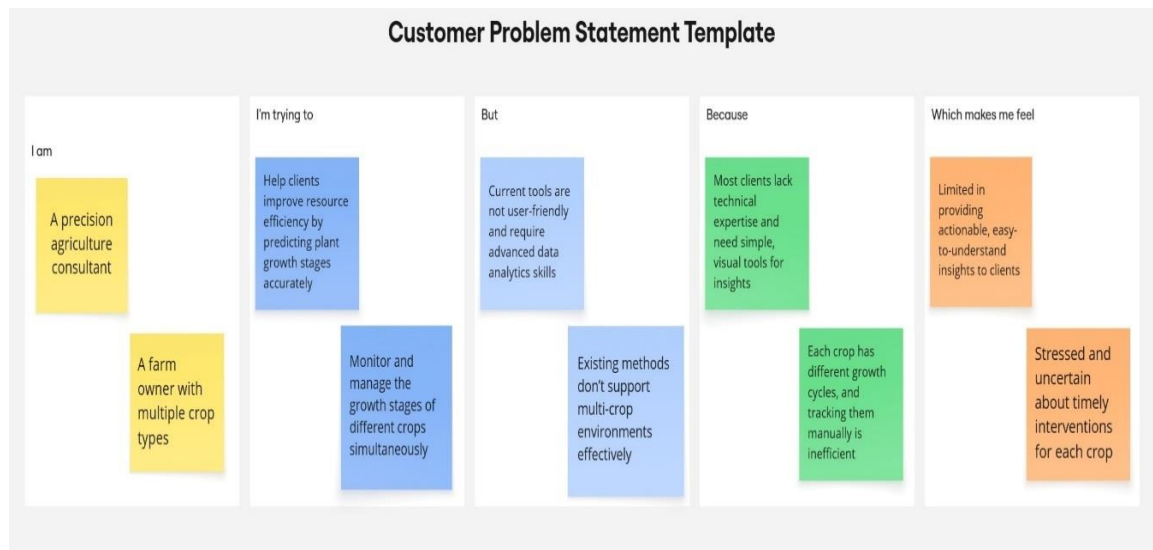 Customer Problem Statement Template
I am
A precision
agriculture
consultant
A farm
owner with
multiple crop
types
I'm trying to
Help clients
improve resource
efficiency by
predicting plant
growth stages
accurately
Monitor and
manage the
growth stages of
different crops
simultaneously
But
Current tools are
not user-friendly
and require
advanced data
analytics skills
Existing methods
don't support
multi-crop
environments
effectively
Because
Most clients lack
technical
expertise and
need simple,
visual tools for
insights
Each crop has
different growth
cycles, and
tracking them
manually is
inefficient
Which makes me feel
Limited in
providing
actionable, easy-
to-understand
insights to clients
Stressed and
uncertain
about timely
interventions
for each crop